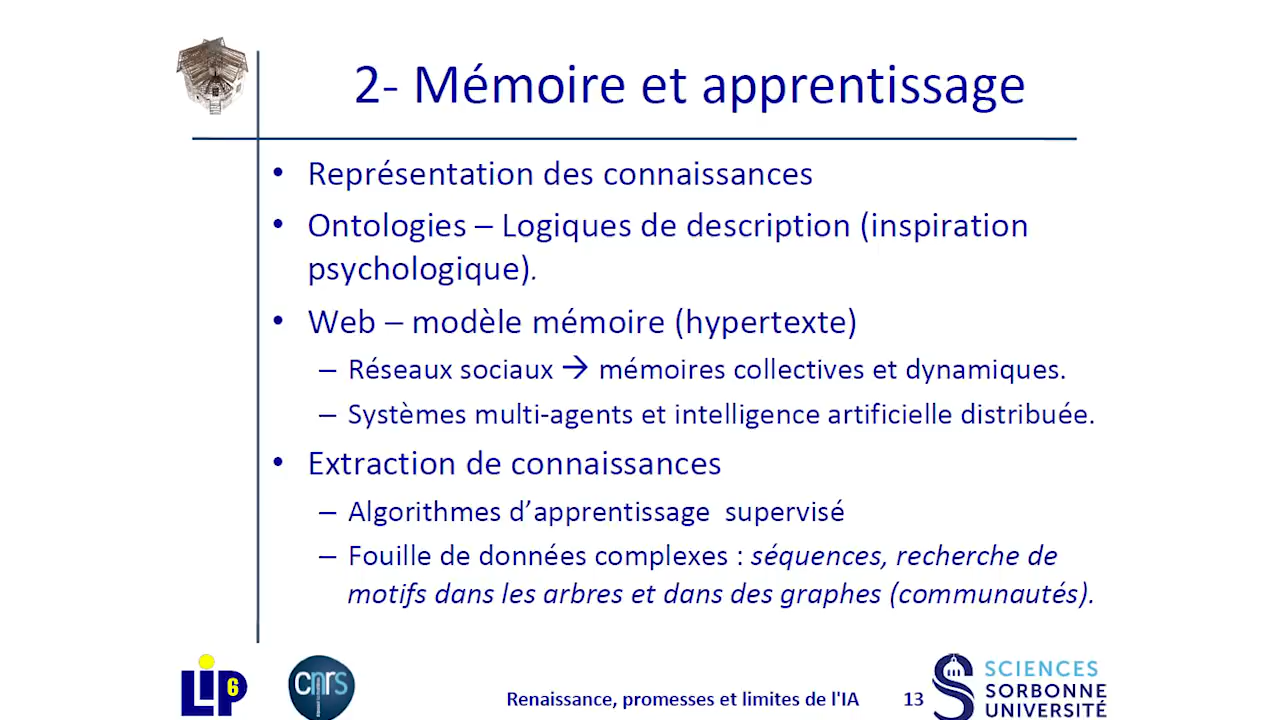 2- Mémoire et apprentissage
• Représentation des connaissances
• Ontologies – Logiques de description (inspiration
psychologique).
• Web – modèle mémoire (hypertexte)
– Réseaux sociaux → mémoires collectives et dynamiques.
– Systèmes multi-agents et intelligence artificielle distribuée.
• Extraction de connaissances
– Algorithmes d’apprentissage supervisé
– Fouille de données complexes : séquences, recherche de
motifs dans les arbres et dans des graphes (communautés).
LIP6
cnrs
Renaissance, promesses et limites de l'IA 13
SCIENCES
SORBONNE
UNIVERSITÉ